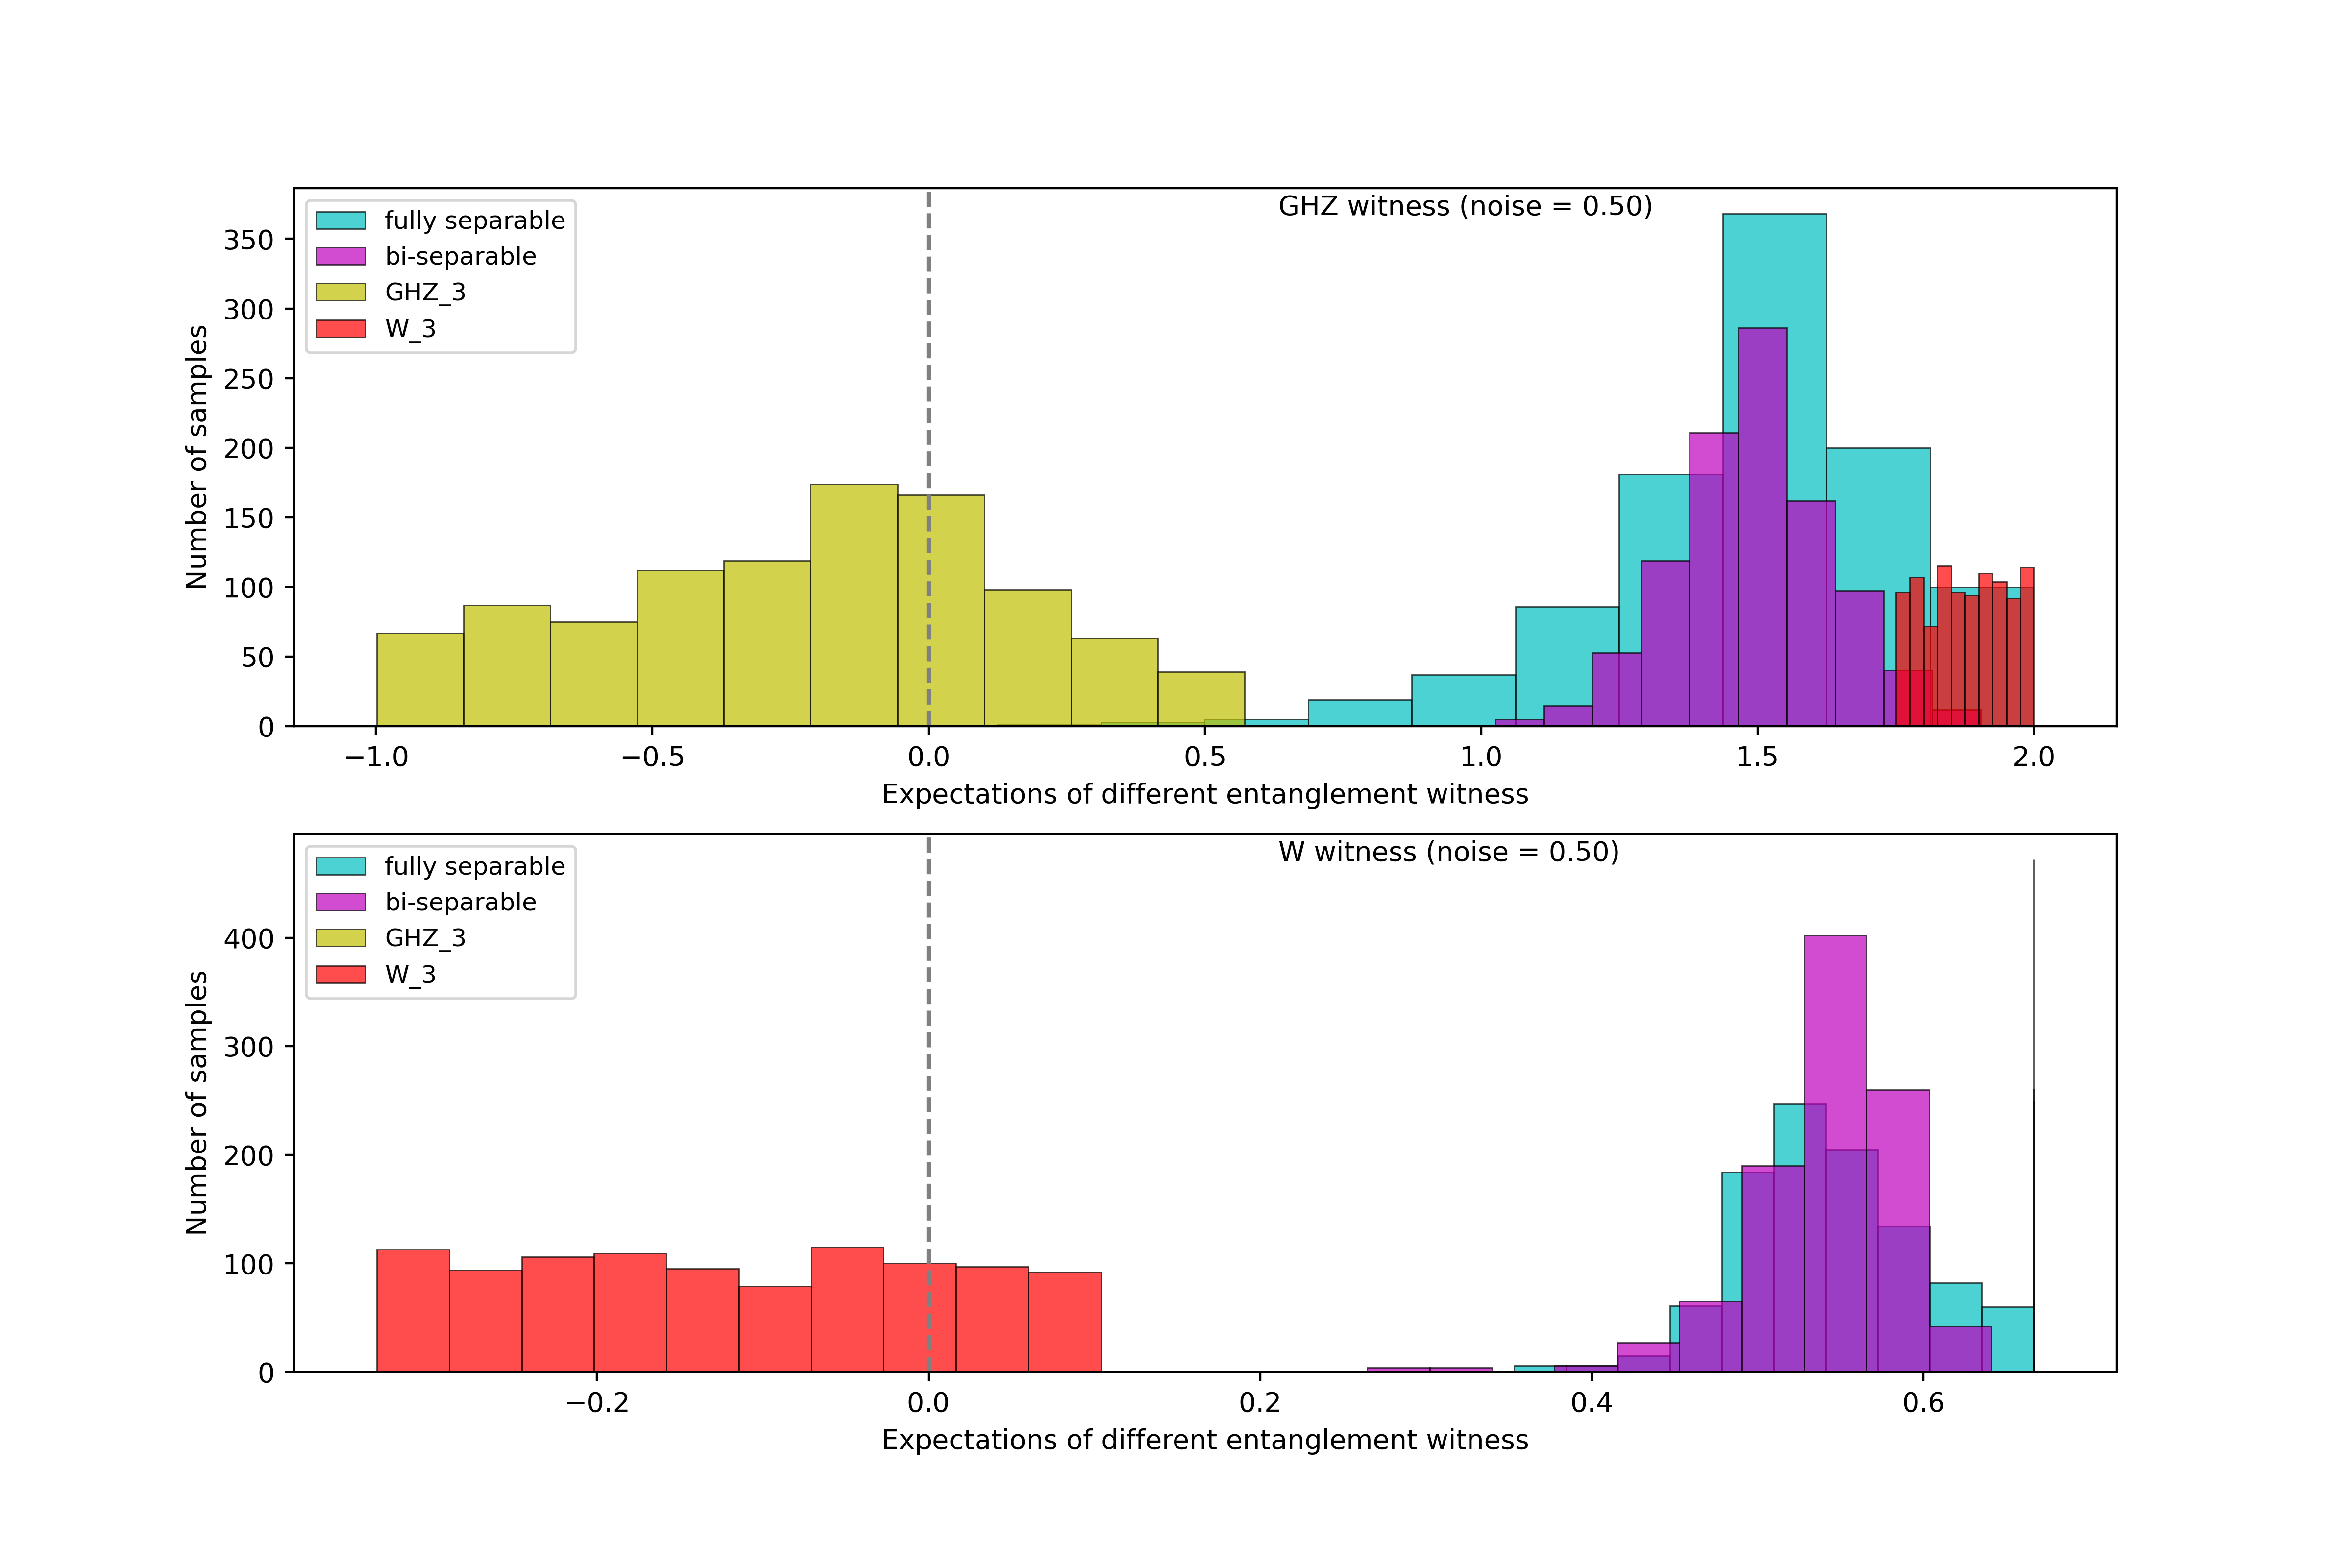 GHZ witness (noise = 0.50)
fully separable
bi-separable
GHZ_3
W_3
Number of samples
350
300
250
200
150
100
50
0
−1.0 −0.5 0.0 0.5 1.0 1.5 2.0
Expectations of different entanglement witness
W witness (noise = 0.50)
fully separable
bi-separable
GHZ_3
W_3
Number of samples
400
300
200
100
0
−0.2 0.0 0.2 0.4 0.6
Expectations of different entanglement witness